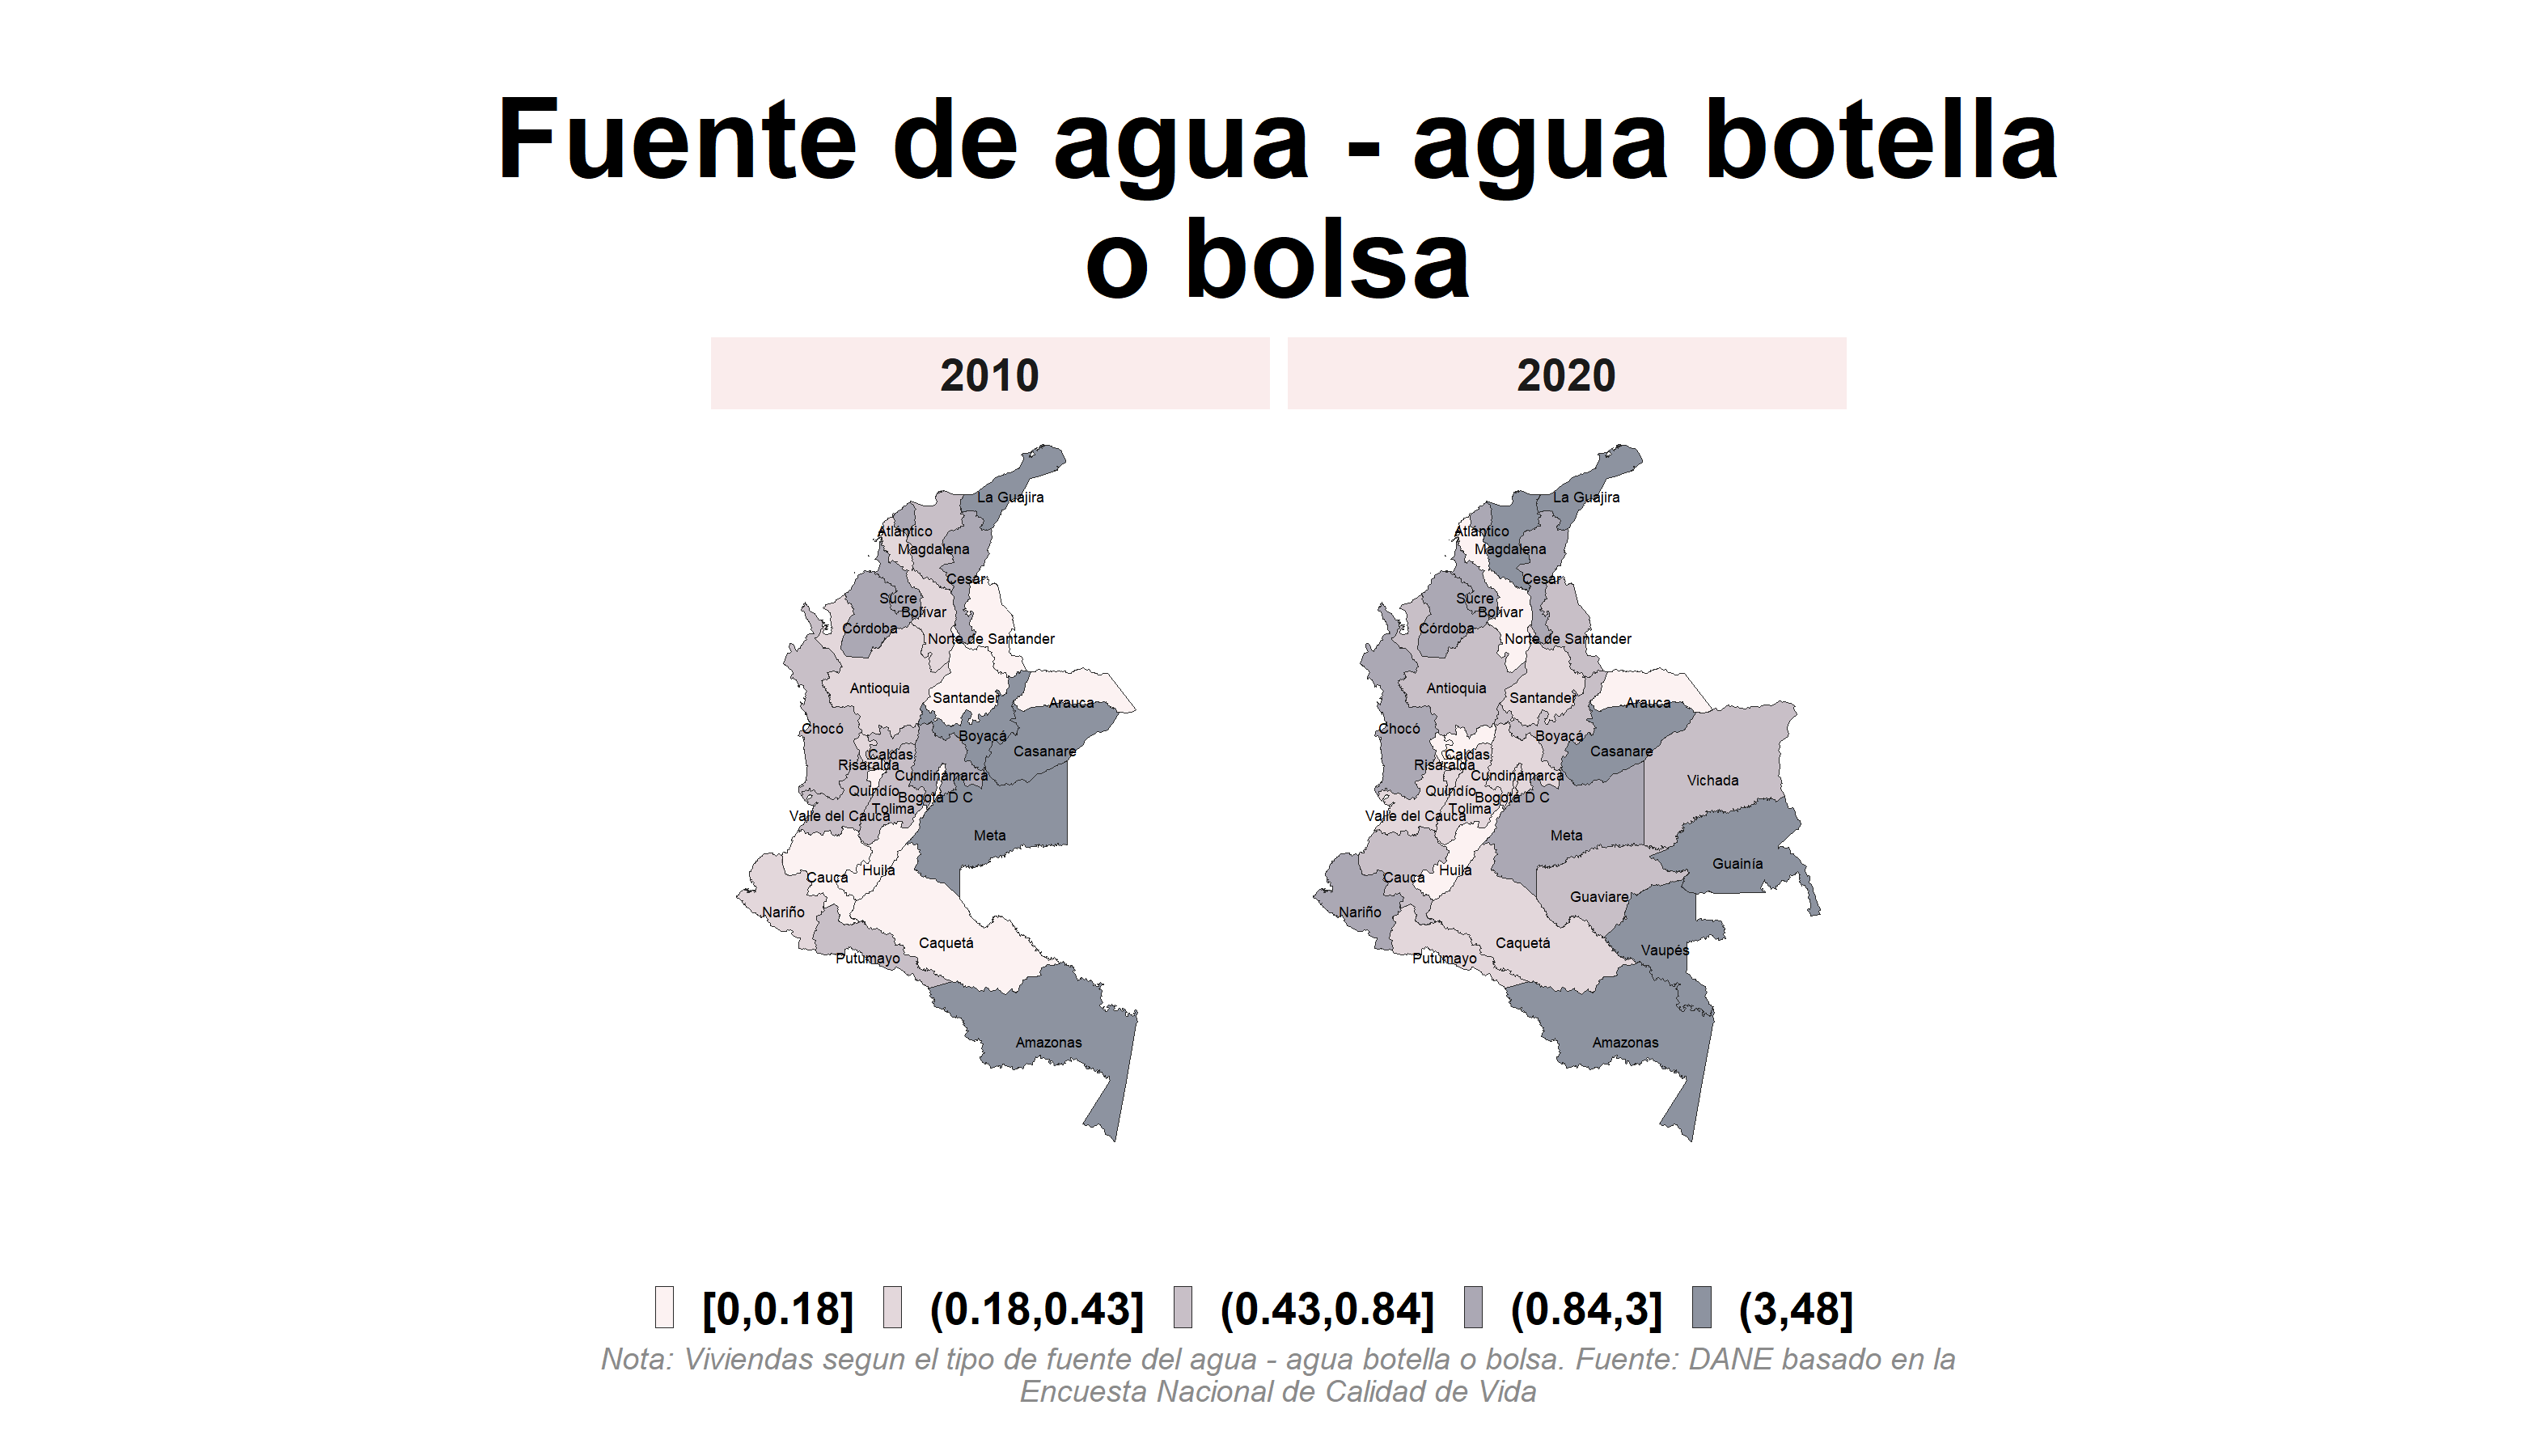 Fuente de agua - agua botella
o bolsa
2010
2020
La Guajira
Atlántico
Magdalena
Cesar
Sucre
Bolívar
Córdoba
Norte de Santander
Antioquia
Santander
Arauca
Chocó
Boyacá
Caldas
Casanare
Risaralda
Cundinamarca
Quindío
Bogotá D C
Tolima
Valle del Cauca
Meta
Huila
Cauca
Nariño
Caquetá
Putumayo
Amazonas
La Guajira
Atlántico
Magdalena
Cesar
Sucre
Bolívar
Córdoba
Norte de Santander
Antioquia
Santander
Arauca
Chocó
Boyacá
Caldas
Casanare
Risaralda
Cundinamarca
Vichada
Quindío
Bogotá D C
Tolima
Valle del Cauca
Meta
Guainía
Huila
Cauca
Guaviare
Nariño
Caquetá
Vaupés
Putumayo
Amazonas
[0,0.18] (0.18,0.43] (0.43,0.84] (0.84,3] (3,48]
Nota: Viviendas segun el tipo de fuente del agua - agua botella o bolsa. Fuente: DANE basado en la
Encuesta Nacional de Calidad de Vida